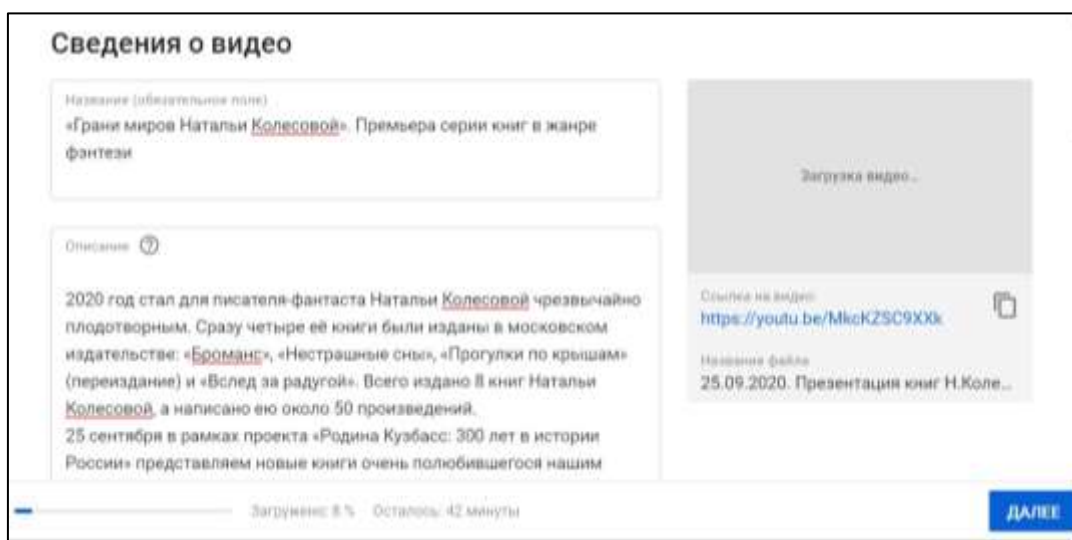 Сведения о видео
Название (обязательное поле)
«Грани миров Натальи Колесовой». Премьера серии книг в жанре
фэнтези
Загрузка видео...
Описание
2020 год стал для писателя-фантаста Натальи Колесовой чрезвычайно
плодотворным. Сразу четыре её книги были изданы в московском
издательстве: «Броманс», «Нестрашные сны», «Прогулки по крышам»
(переиздание) и «Вслед за радугой». Всего издано 8 книг Натальи
Колесовой, а написано ею около 50 произведений.
25 сентября в рамках проекта «Родина Кузбасс: 300 лет в истории
России» представляем новые книги очень полюбившегося нашим
Ссылка на видео
https://youtu.be/MkcKZSC9XXk
Название файла
25.09.2020. Презентация книг Н.Коле...
Загружено: 8 % Осталось: 42 минуты
ДАЛЕЕ